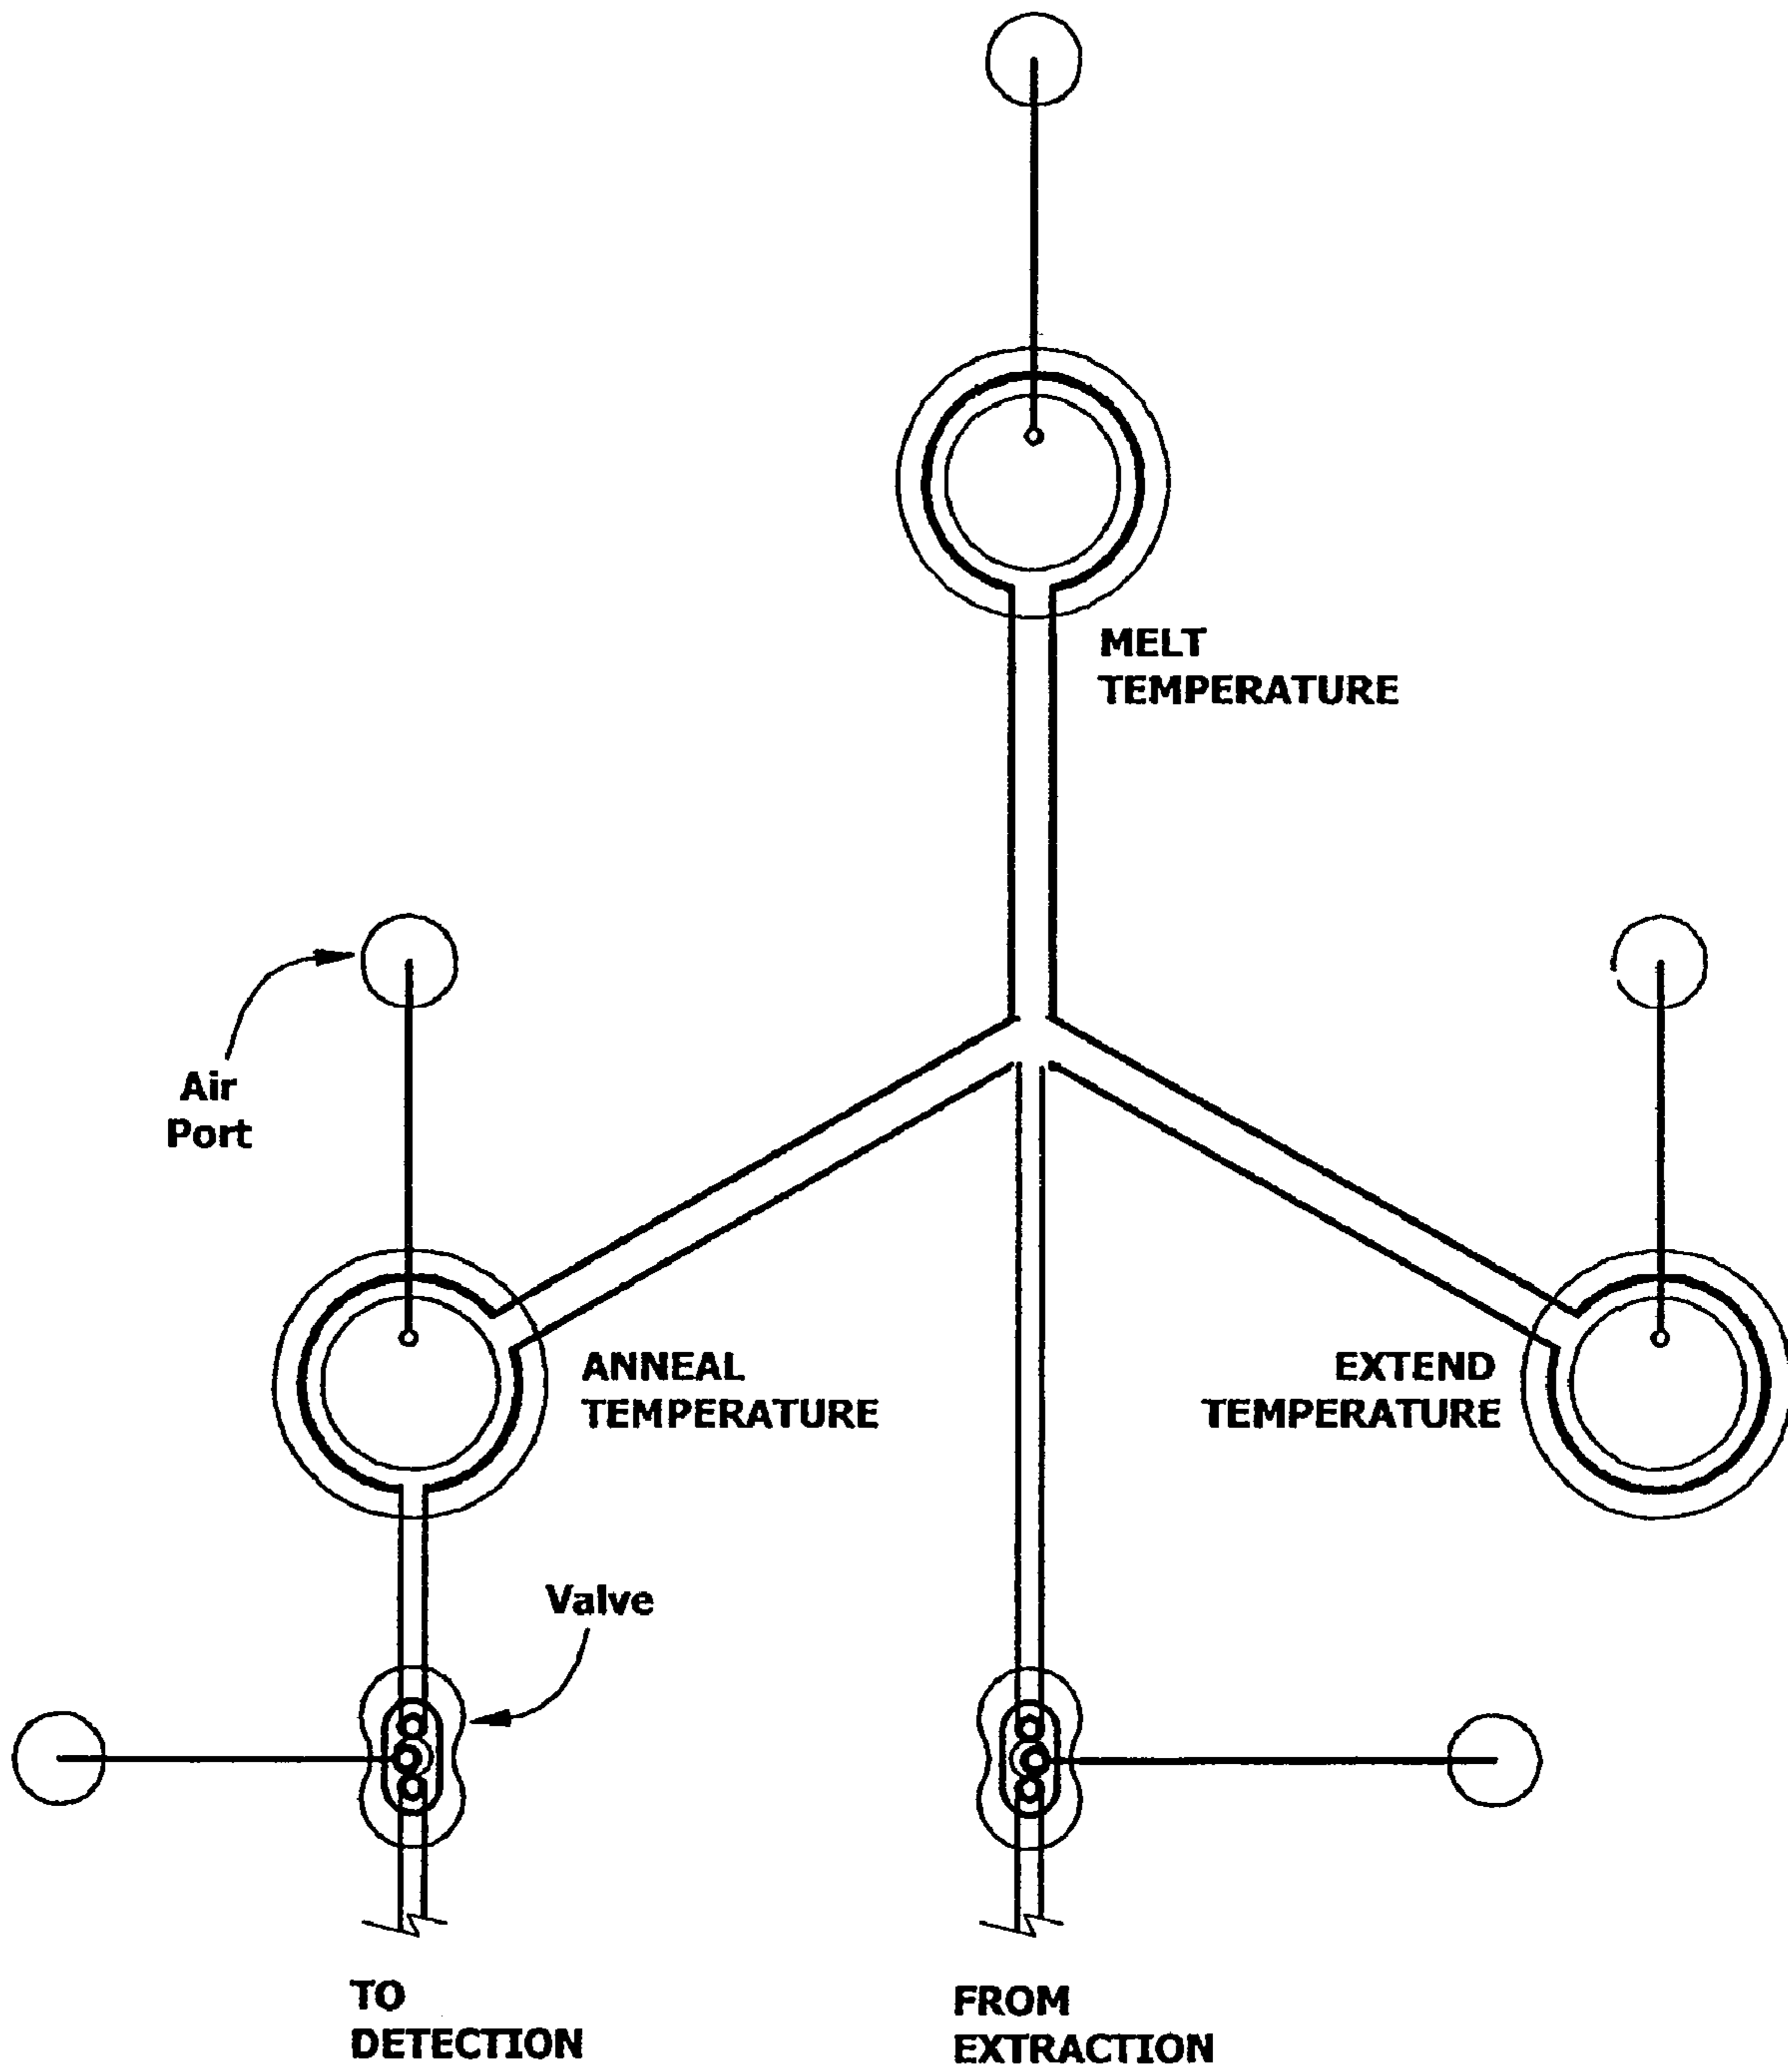 MELT
TEMPERATURE
Air
Port
ANNEAL
TEMPERATURE
EXTEND
TEMPERATURE
Valve
TO
DETECTION
FROM
EXTRACTION